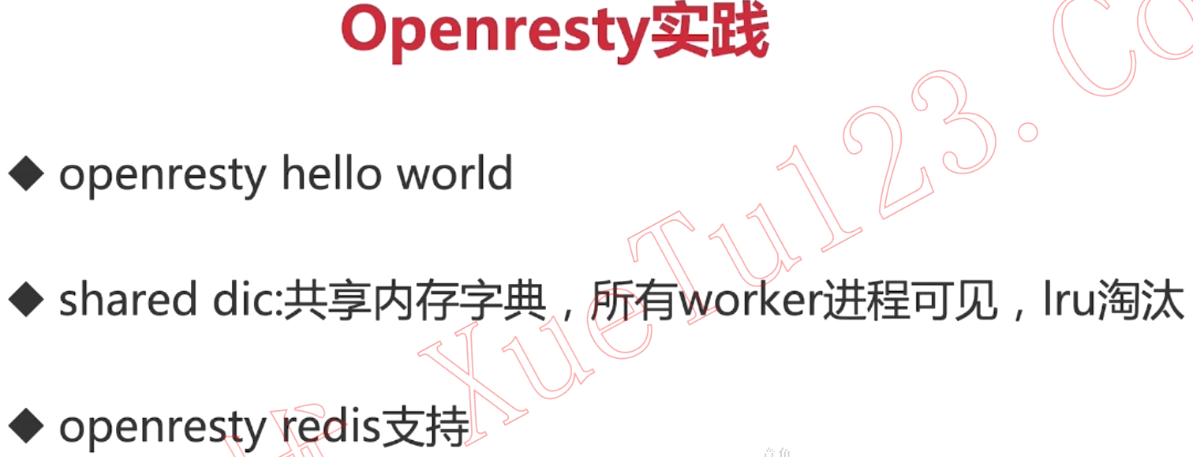 Openresty实践
◆ openresty hello world
◆ shared dic:共享内存字典，所有worker进程可见，lru淘汰
◆ openresty redis支持
XueTu123.Co